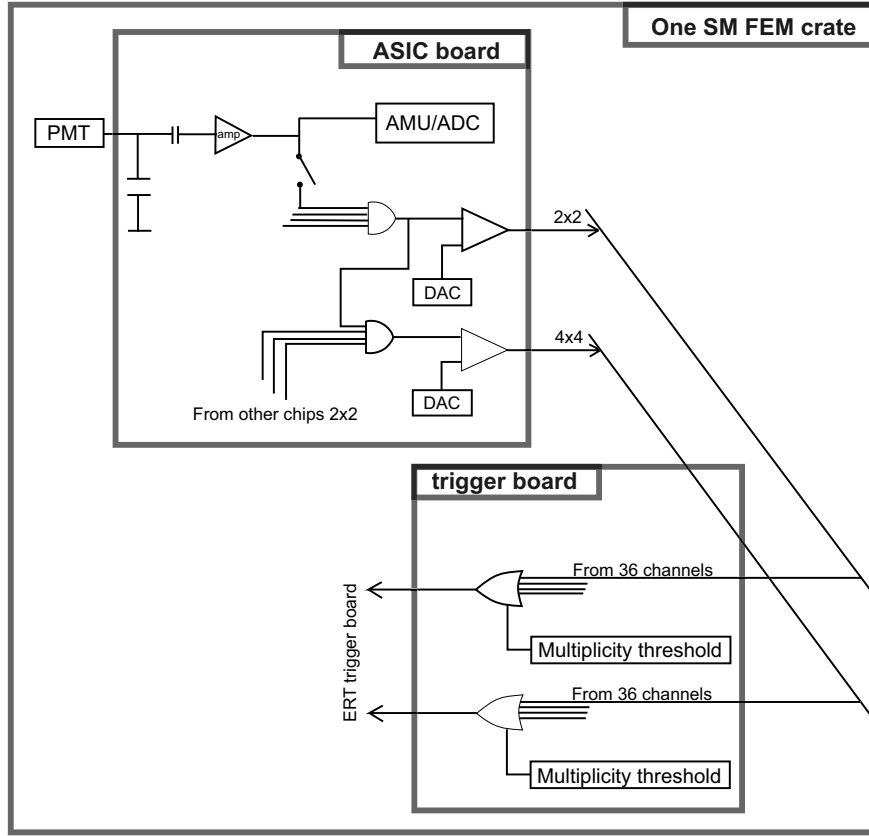 One SM FEM crate
ASIC board
PMT
amp
AMU/ADC
2x2
DAC
4x4
DAC
From other chips 2x2
trigger board
From 36 channels
Multiplicity threshold
ERT trigger board
From 36 channels
Multiplicity threshold